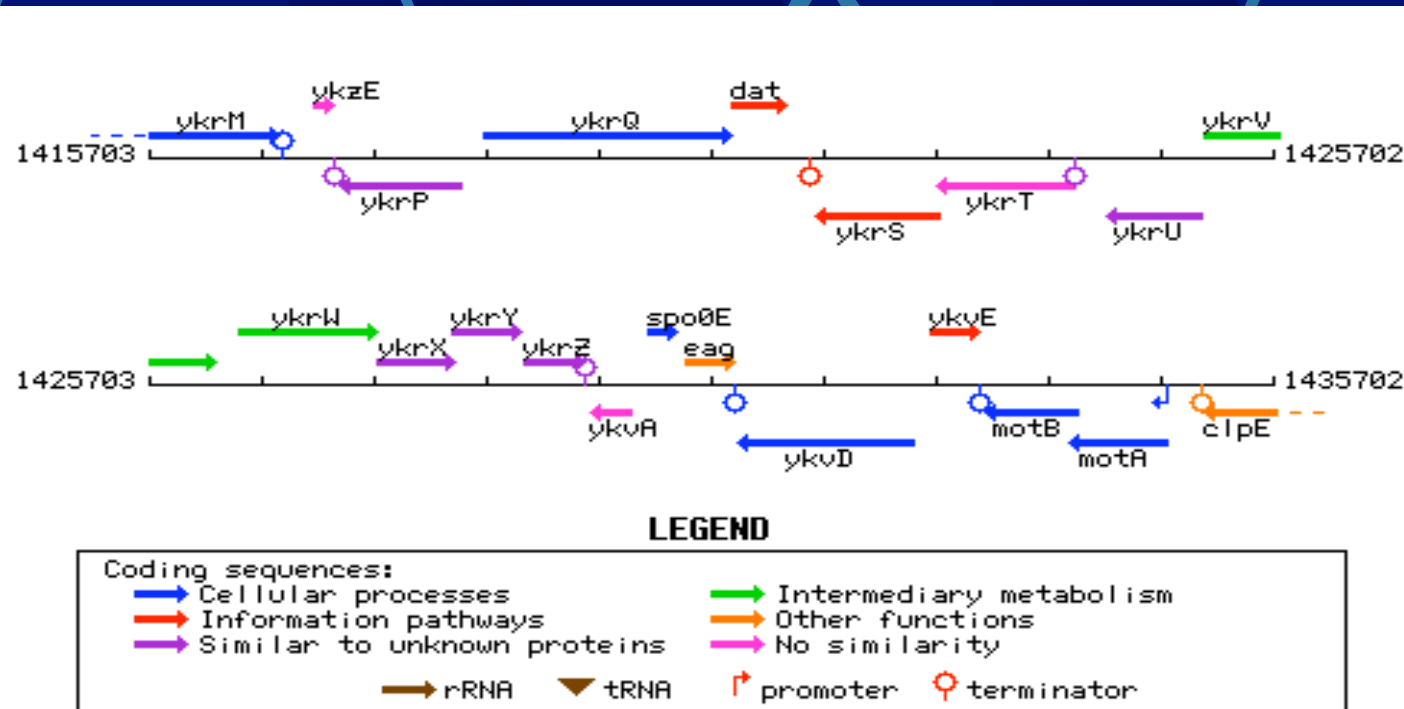 ykzE dat
ykrM ykrQ ykrV
1415703 1425702
ykrP ykrT
ykrS ykrU
ykrW ykrY spo0E ykvE
ykrX ykrZ eag
1425703 1435702
ykvA motB clpE
ykvD motA
LEGEND
Coding sequences:
Cellular processes Intermediary metabolism
Information pathways Other functions
Similar to unknown proteins No similarity
rRNA tRNA promoter terminator